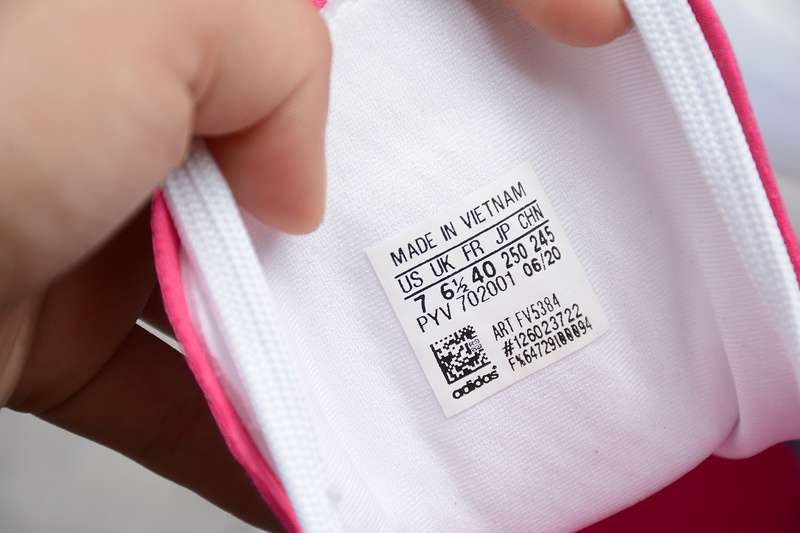 MADE IN VIETNAM
US UK FR JP CHN
7 6½ 40 250 245
PYV 702001 06/20
ART FV5384
#126023722
adidas